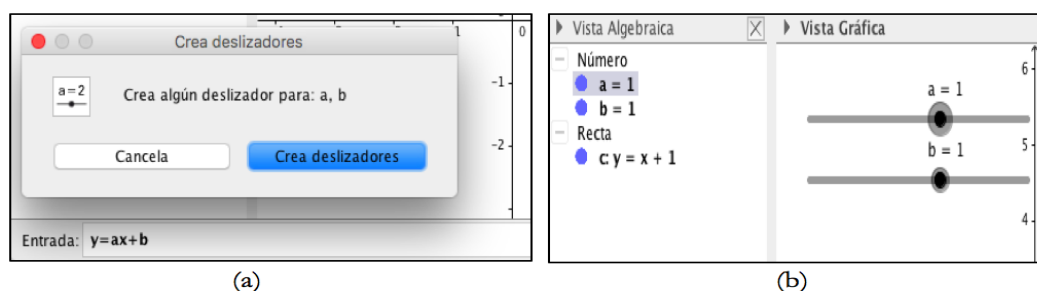 1
0
Crea deslizadores
a=2
Crea algún deslizador para: a, b
-1
Cancela
Crea deslizadores
-2
Entrada: y=ax+b
(a)
Vista Algebraica
Vista Gráfica
Número
a = 1
b = 1
Recta
c: y = x + 1
6
a = 1
5
b = 1
4
(b)